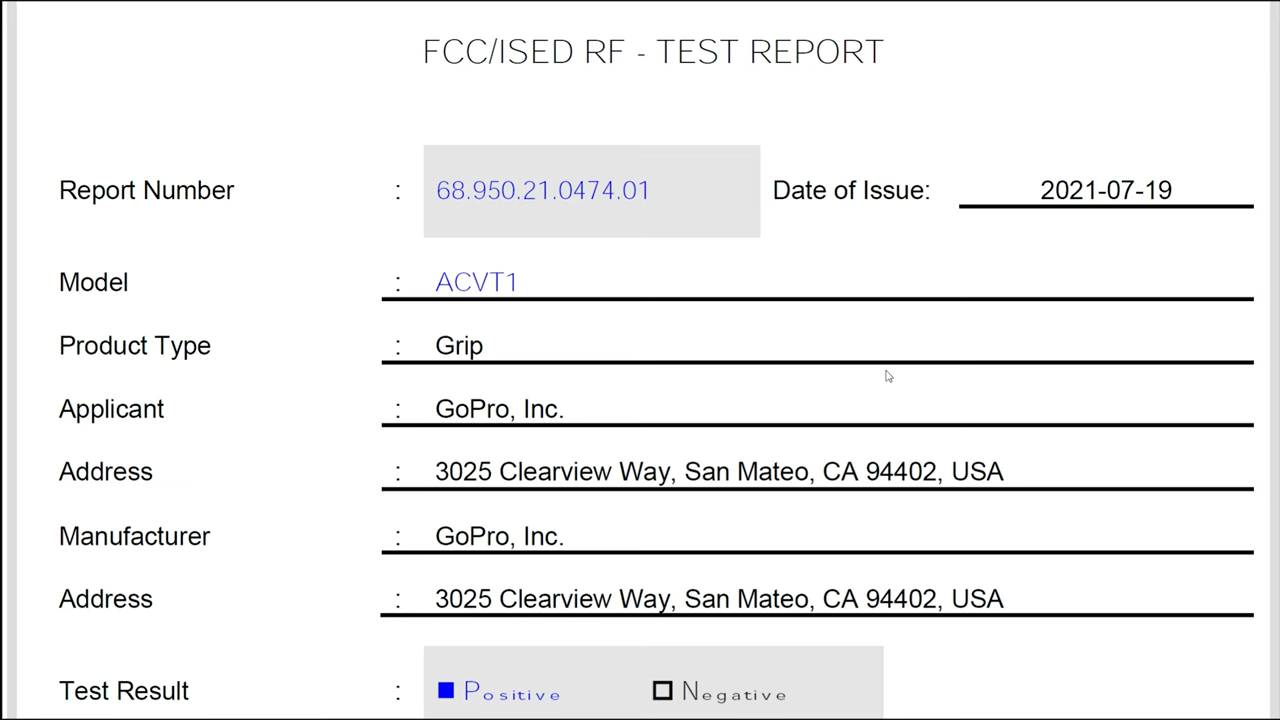 FCC/ISED RF - TEST REPORT
Report Number : 68.950.21.0474.01 Date of Issue: 2021-07-19
Model : ACVT1
Product Type : Grip
Applicant : GoPro, Inc.
Address : 3025 Clearview Way, San Mateo, CA 94402, USA
Manufacturer : GoPro, Inc.
Address : 3025 Clearview Way, San Mateo, CA 94402, USA
Test Result : ■ Positive □ Negative